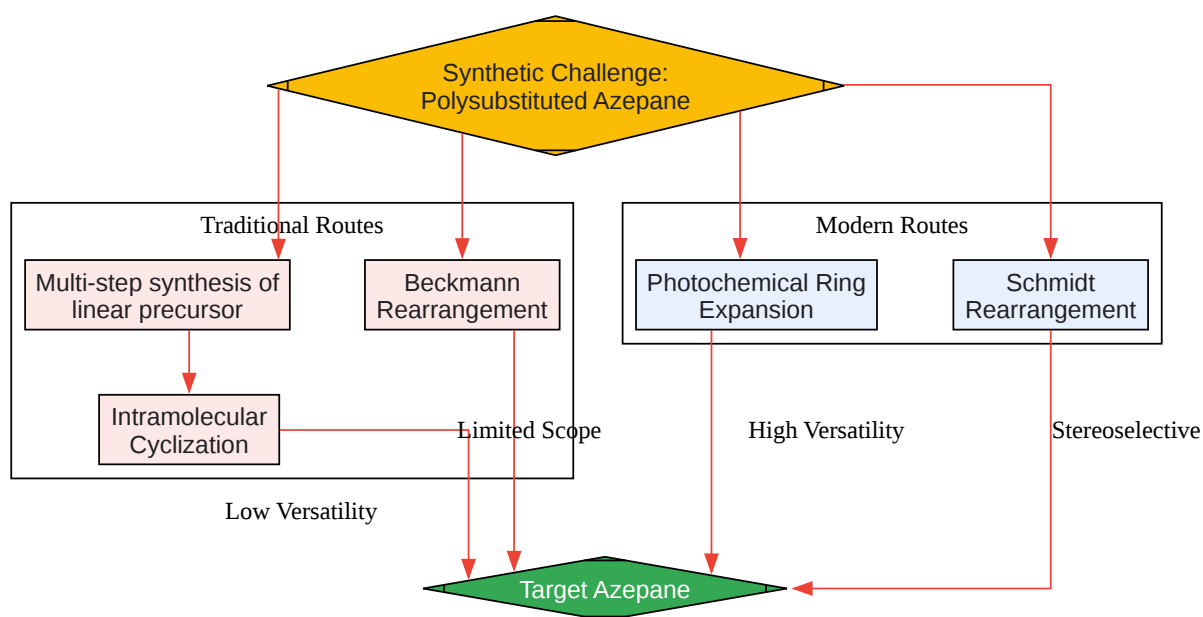 Synthetic Challenge:
Polysubstituted Azepane
Traditional Routes
Modern Routes
Multi-step synthesis of
linear precursor
Beckmann
Rearrangement
Photochemical Ring
Expansion
Schmidt
Rearrangement
Intramolecular
Cyclization
Limited Scope
High Versatility
Stereoselective
Low Versatility
Target Azepane